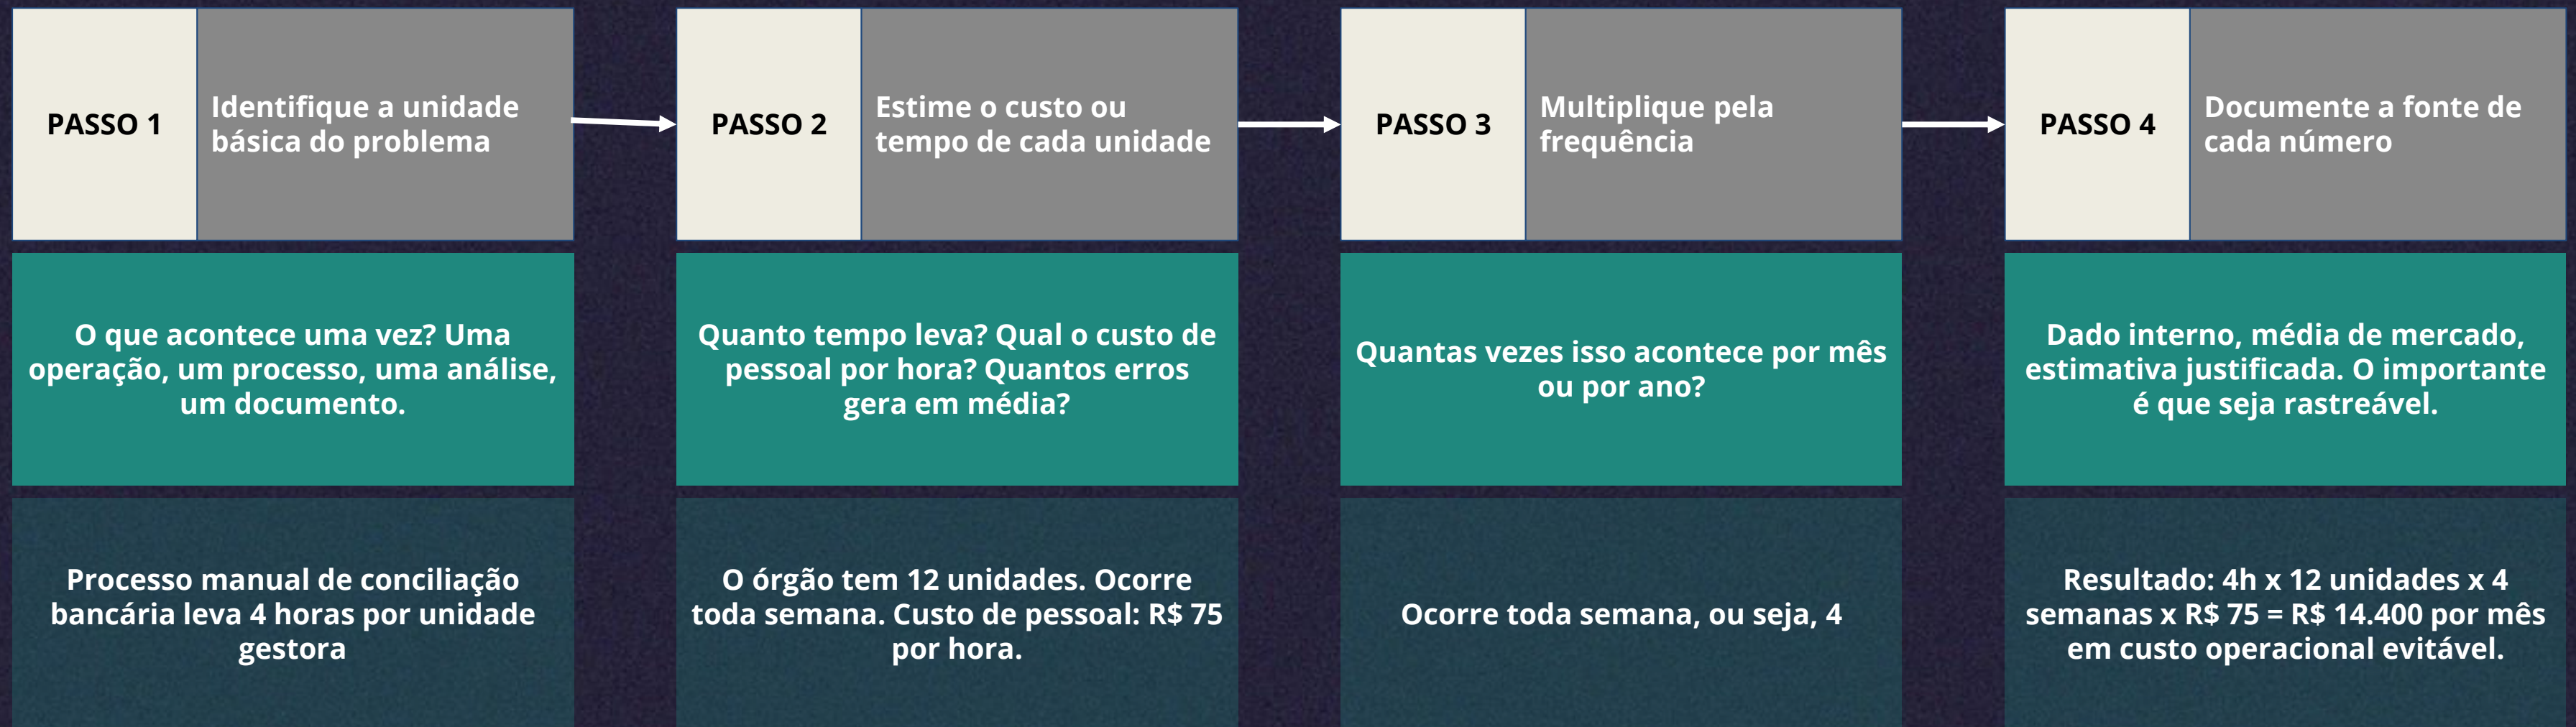 PASSO 1
Identifique a unidade
básica do problema
PASSO 2
Estime o custo ou
tempo de cada unidade
PASSO 3
Multiplique pela
frequência
PASSO 4
Documente a fonte de
cada número
O que acontece uma vez? Uma
operação, um processo, uma análise,
um documento.
Quanto tempo leva? Qual o custo de
pessoal por hora? Quantos erros
gera em média?
Quantas vezes isso acontece por mês
ou por ano?
Dado interno, média de mercado,
estimativa justificada. O importante
é que seja rastreável.
Processo manual de conciliação
bancária leva 4 horas por unidade
gestora
O órgão tem 12 unidades. Ocorre
toda semana. Custo de pessoal: R$ 75
por hora.
Ocorre toda semana, ou seja, 4
Resultado: 4h x 12 unidades x 4
semanas x R$ 75 = R$ 14.400 por mês
em custo operacional evitável.